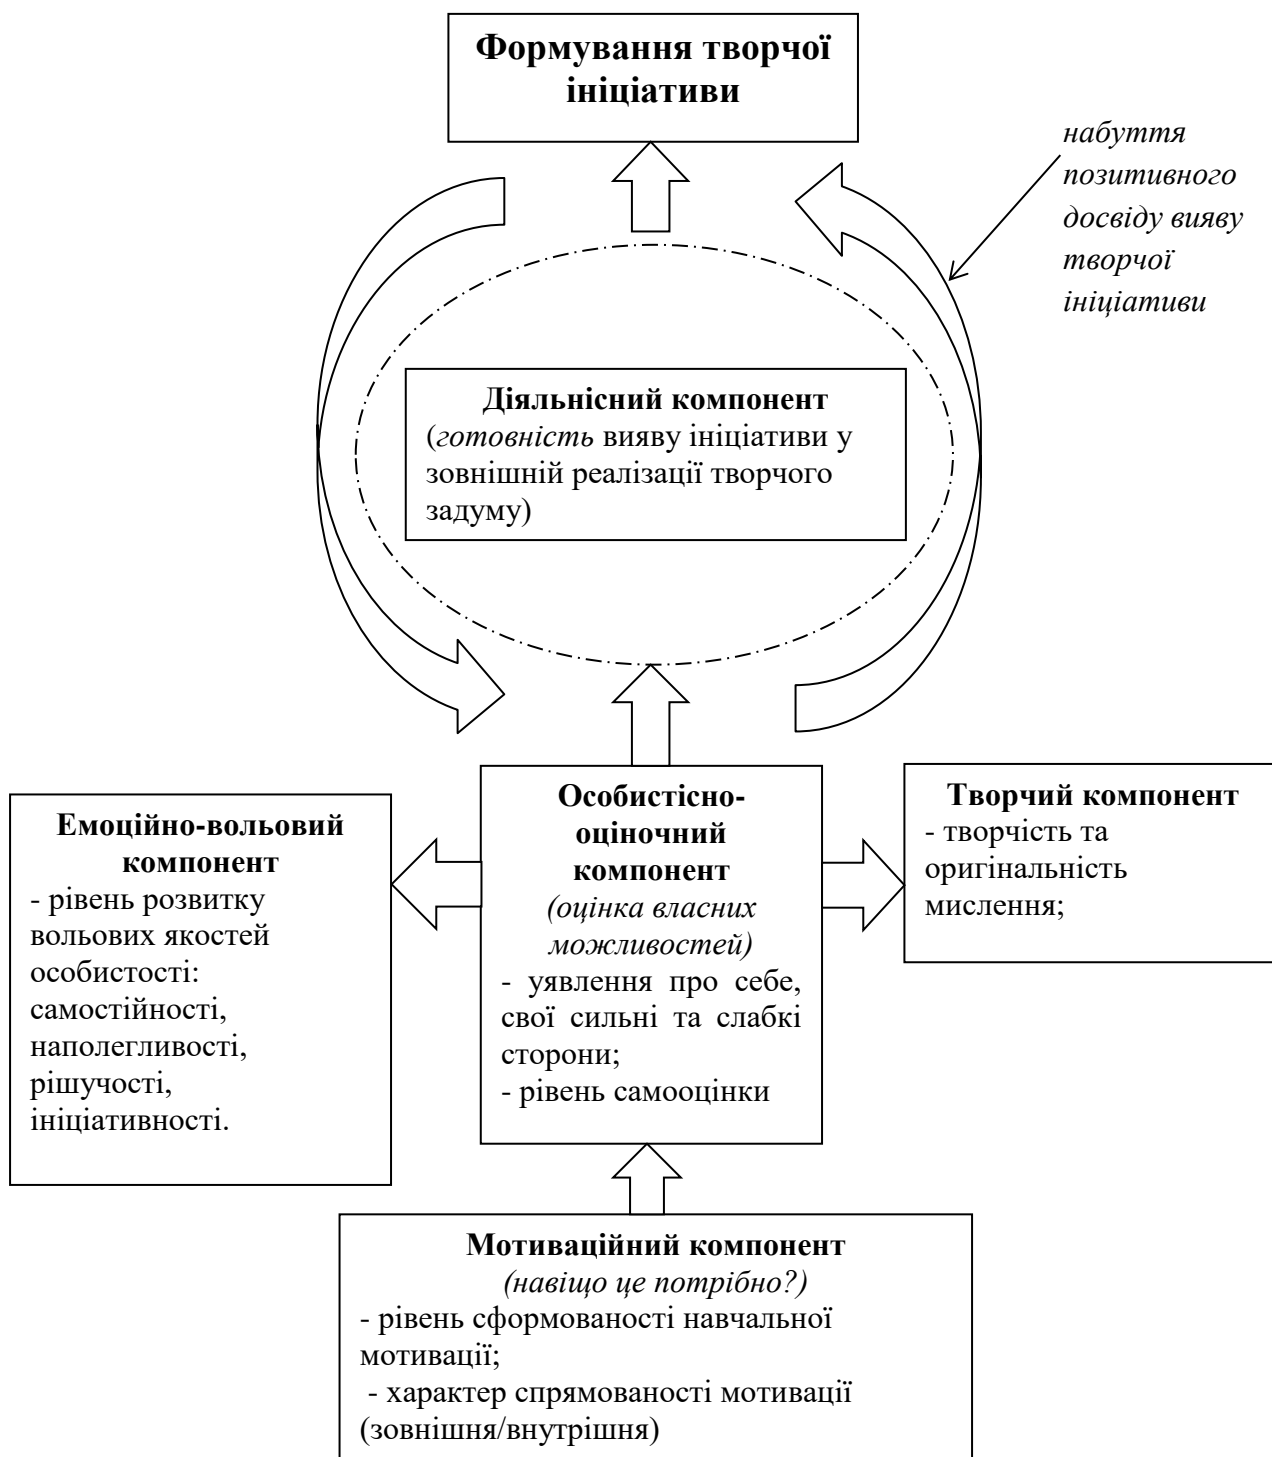 Формування творчої
ініціативи
набуття
позитивного
досвіду вияву
творчої
ініціативи
Діяльнісний компонент
(готовність вияву ініціативи у
зовнішній реалізації творчого
задуму)
Емоційно-вольовий
компонент
- рівень розвитку
вольових якостей
особистості:
самостійності,
наполегливості,
рішучості,
ініціативності.
Особистісно-
оціночний
компонент
(оцінка власних
можливостей)
- уявлення про себе,
свої сильні та слабкі
сторони;
- рівень самооцінки
Творчий компонент
- творчість та
оригінальність
мислення;
Мотиваційний компонент
(навіщо це потрібно?)
- рівень сформованості навчальної
мотивації;
- характер спрямованості мотивації
(зовнішня/внутрішня)